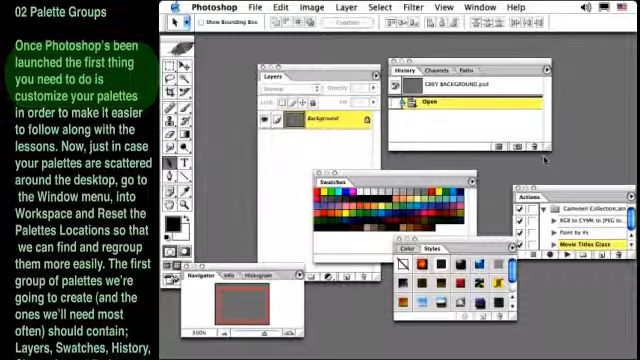 02 Palette Groups
Once Photoshop's been
launched the first thing
you need to do is
customize your palettes
in order to make it easier
to follow along with the
lessons. Now, just in case
your palettes are scattered
around the desktop, go to
the Window menu, into
Workspace and Reset the
Palettes Locations so that
we can find and regroup
them more easily. The first
group of palettes we're
going to create (and the
ones we'll need most
often) should contain;
Layers, Swatches, History,
Photoshop File Edit Image Layer Select Filter View Window Help
Show Bounding Box
Layers
Opacity:
Lock:
Fill:
Background
History Channels Paths
GREY BACKGROUND.psd
Open
Swatches
Actions
RGB to CMYK to JPEG
Paint by #s
Movie Titles Glass
Color Styles
Navigator Info Histogram